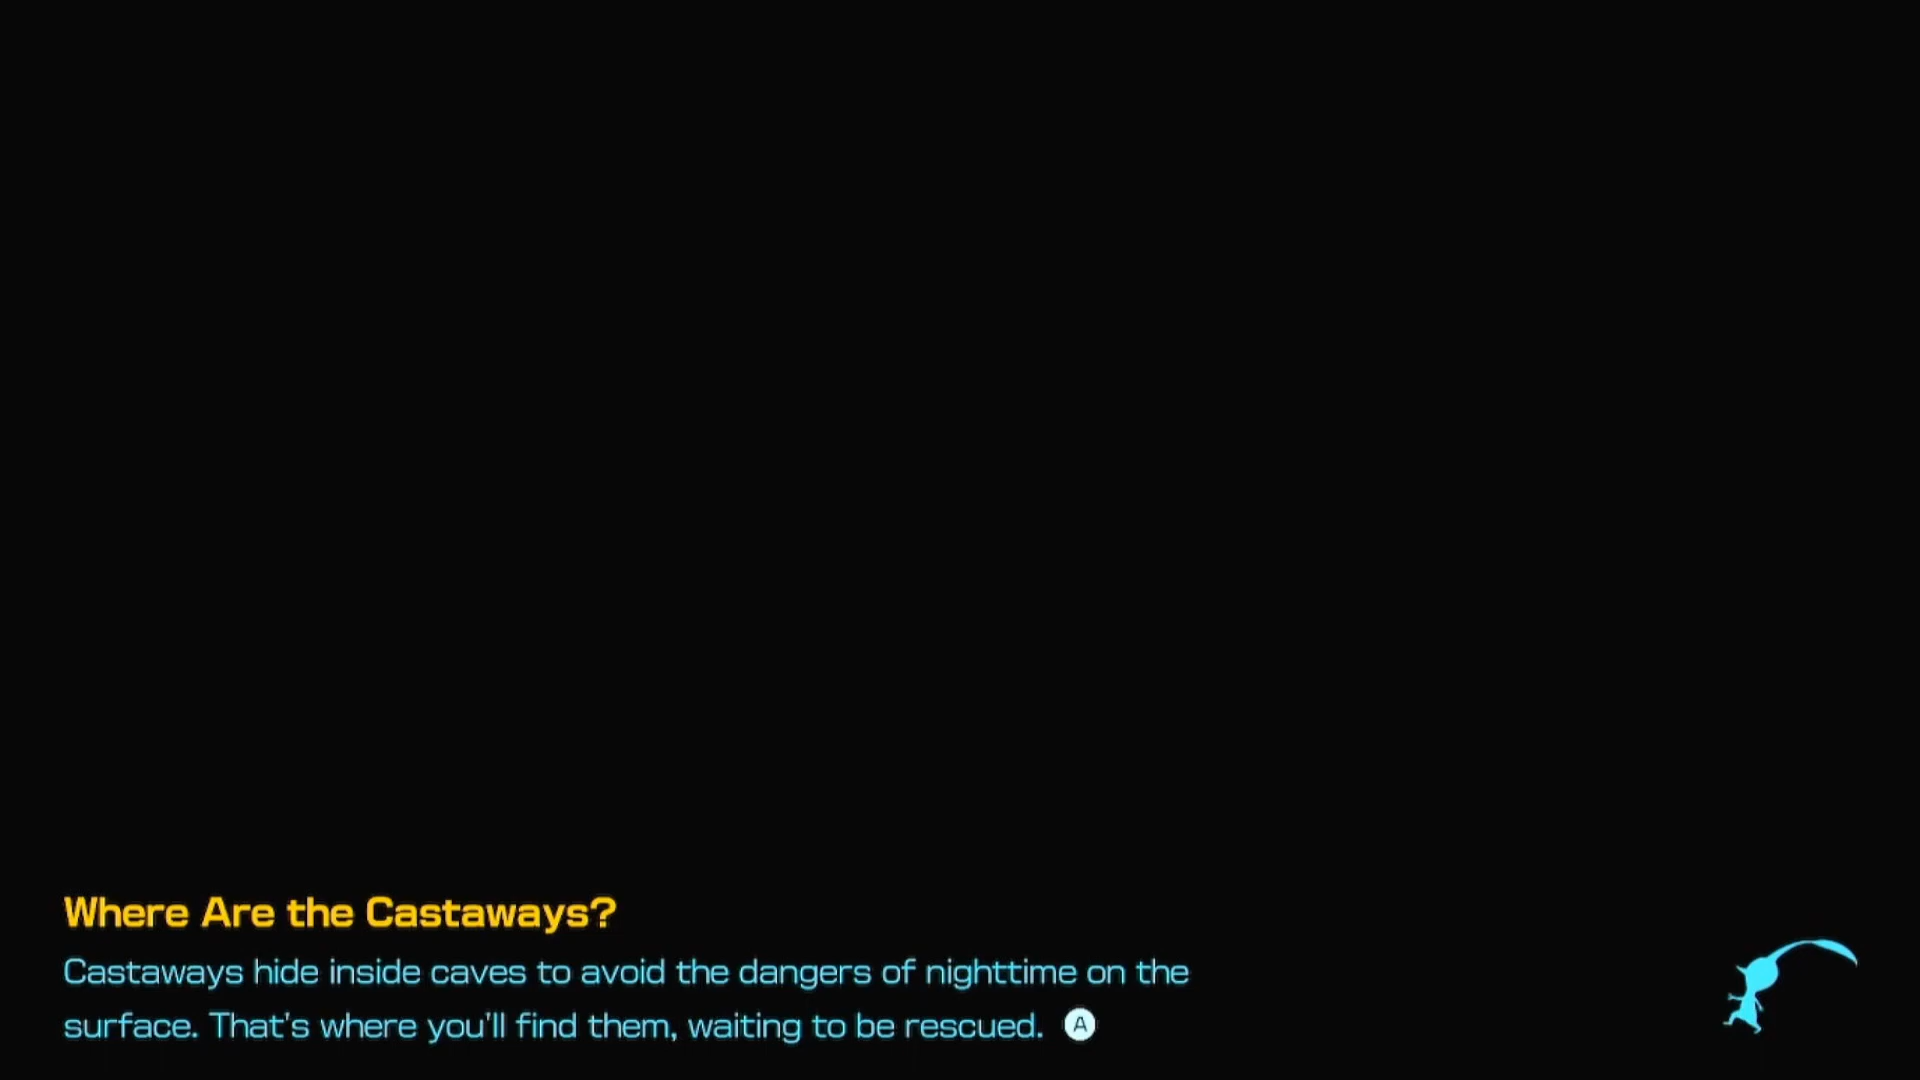 Where Are the Castaways?
Castaways hide inside caves to avoid the dangers of nighttime on the
surface. That's where you'll find them, waiting to be rescued. A